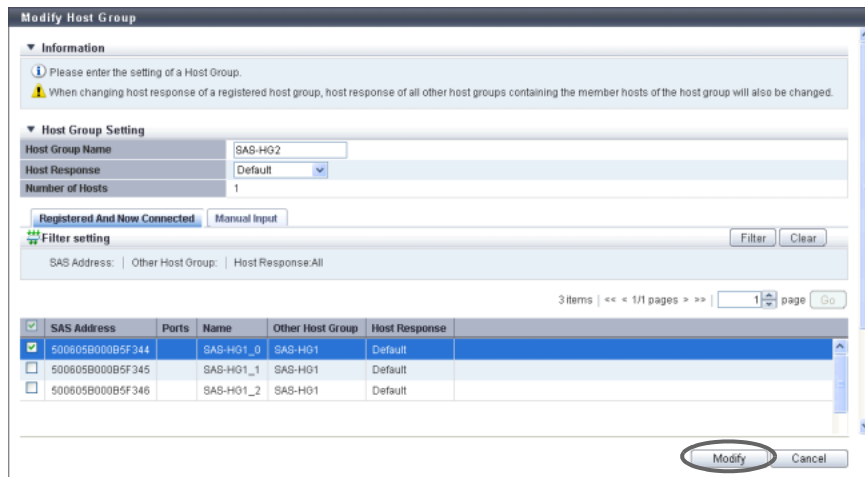 Modify Host Group
▼ Information
Please enter the setting of a Host Group.
When changing host response of a registered host group, host response of all other host groups containing the member hosts of the host group will also be changed.
▼ Host Group Setting
Host Group Name SAS-HG2
Host Response Default
Number of Hosts 1
Registered And Now Connected Manual Input
Filter setting Filter Clear
SAS Address: | Other Host Group: | Host Response:All
3 items | << < 1/1 pages > >> | 1 page Go
SAS Address Ports Name Other Host Group Host Response
500605B000B5F344 SAS-HG1_0 SAS-HG1 Default
500605B000B5F345 SAS-HG1_1 SAS-HG1 Default
500605B000B5F346 SAS-HG1_2 SAS-HG1 Default
Modify Cancel